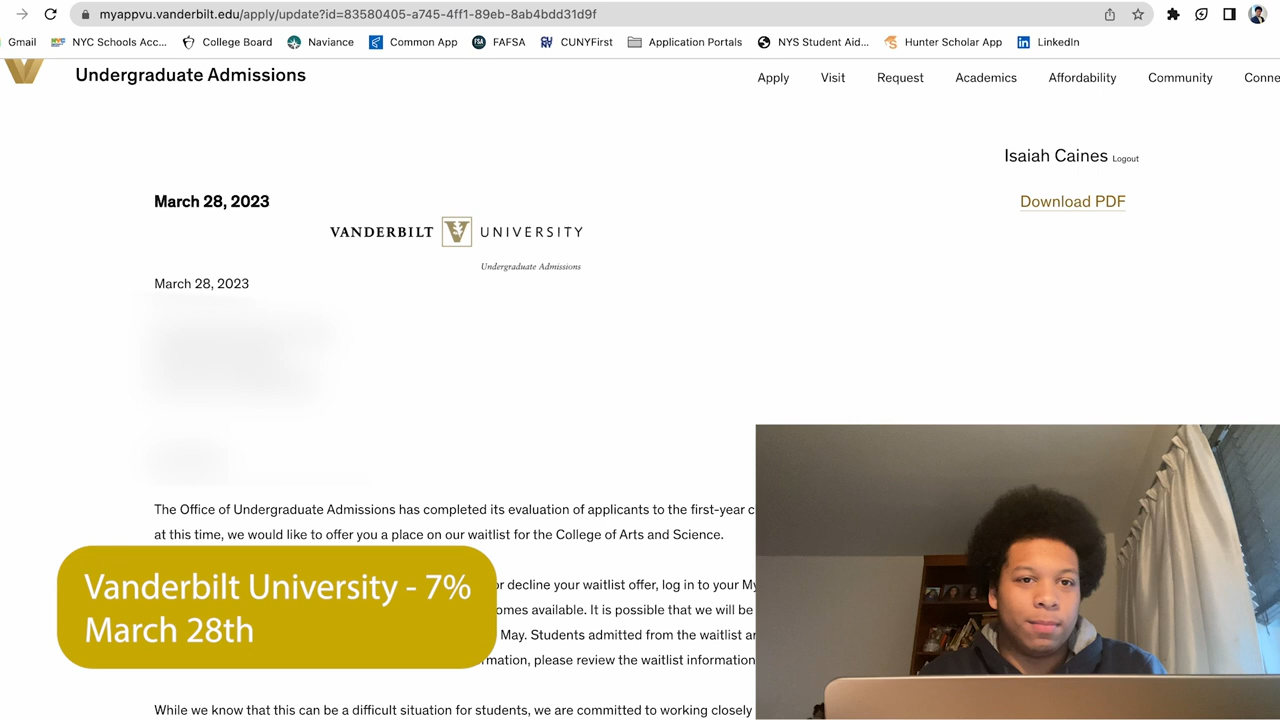 myappvu.vanderbilt.edu/apply/update?id=83580405-a745-4ff1-89eb-8ab4bdd31d9f
Gmail NYC Schools Acc... College Board Naviance Common App FAFSA CUNYFirst Application Portals NYS Student Aid... Hunter Scholar App LinkedIn
Undergraduate Admissions Apply Visit Request Academics Affordability Community Conne
Isaiah Caines Logout
March 28, 2023 Download PDF
VANDERBILT V UNIVERSITY
Undergraduate Admissions
March 28, 2023
The Office of Undergraduate Admissions has completed its evaluation of applicants to the first-year c
at this time, we would like to offer you a place on our waitlist for the College of Arts and Science.
or decline your waitlist offer, log in to your My
omes available. It is possible that we will be
May. Students admitted from the waitlist ar
rmation, please review the waitlist information
Vanderbilt University - 7%
March 28th
While we know that this can be a difficult situation for students, we are committed to working closely